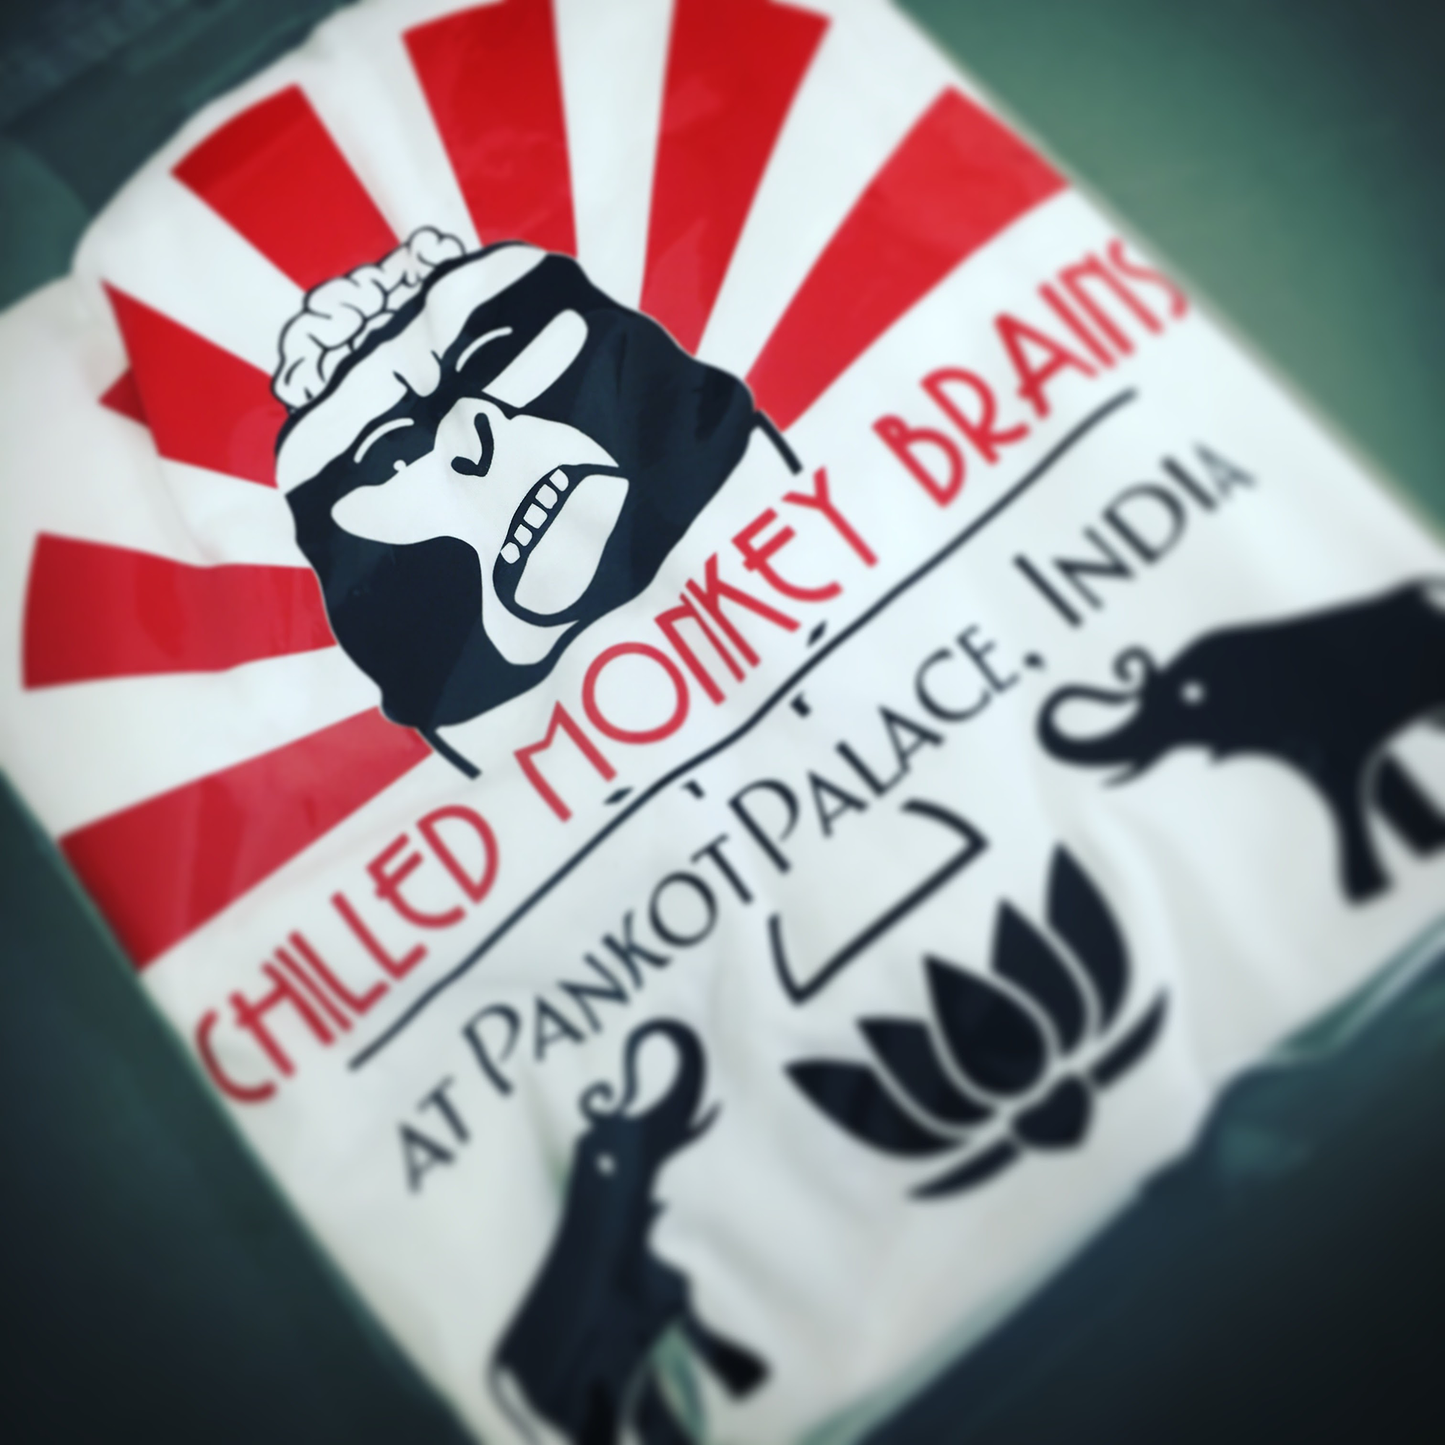 CHILLED MONKEY BRAINS
AT PANKOT PALACE, INDIA